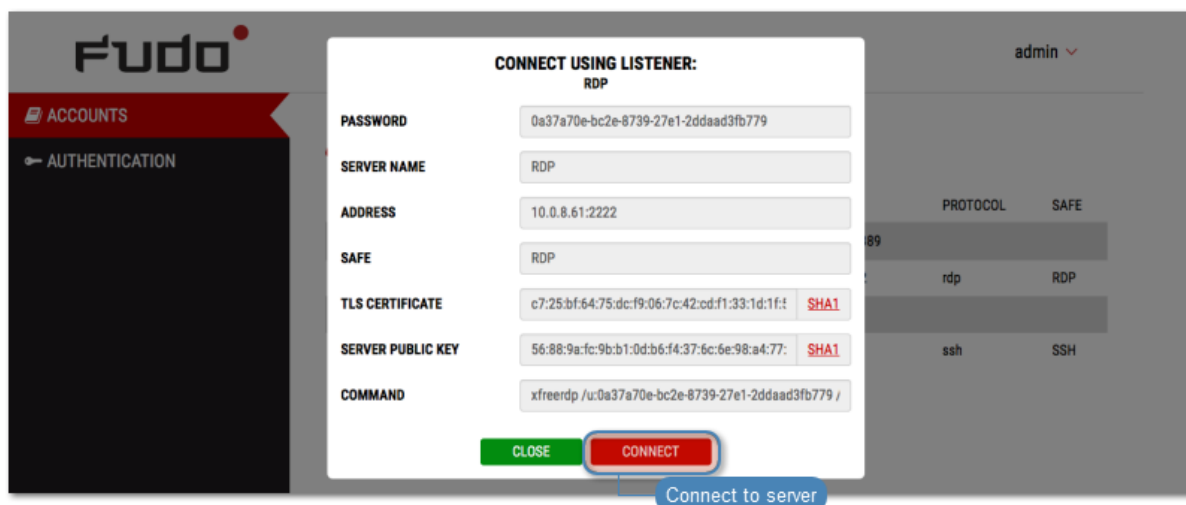 FUDO
admin
CONNECT USING LISTENER:
RDP
ACCOUNTS
AUTHENTICATION
PASSWORD 0a37a70e-bc2e-8739-27e1-2ddaad3fb779
SERVER NAME RDP
ADDRESS 10.0.8.61:2222
PROTOCOL SAFE
89
SAFE RDP
rdp RDP
TLS CERTIFICATE c7:25:bf:64:75:dc:f9:06:7c:42:cd:f1:33:1d:1f: SHA1
SERVER PUBLIC KEY 56:88:9a:fc:9b:b1:0d:b6:f4:37:6c:6e:98:a4:77: SHA1
ssh SSH
COMMAND xfreerdp /u:0a37a70e-bc2e-8739-27e1-2ddaad3fb779 /
CLOSE CONNECT
Connect to server